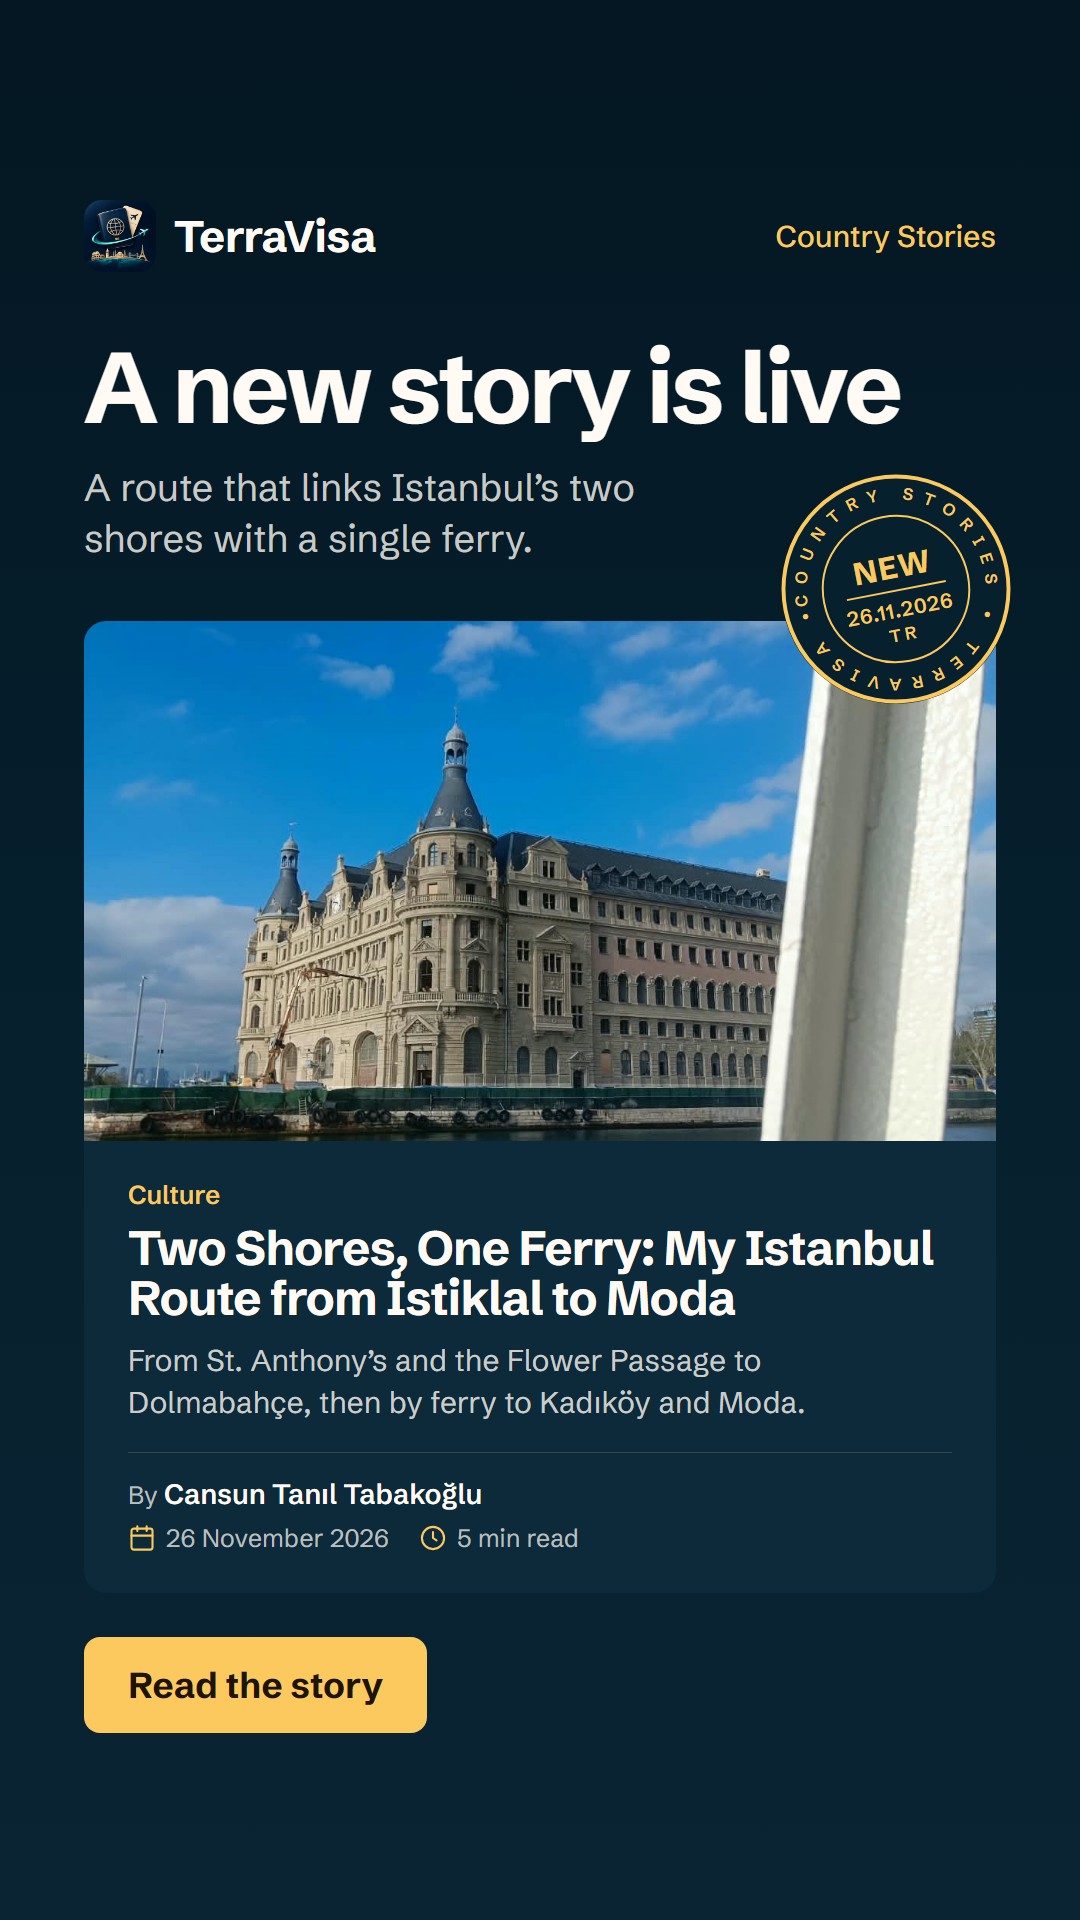 TerraVisa
Country Stories
A new story is live
A route that links Istanbul’s two
shores with a single ferry.
COUNTRY STORIES • TERRAVISA •
NEW
26.11.2026
TR
Culture
Two Shores, One Ferry: My Istanbul
Route from İstiklal to Moda
From St. Anthony’s and the Flower Passage to
Dolmabahçe, then by ferry to Kadıköy and Moda.
By Cansun Tanıl Tabakoğlu
26 November 2026
5 min read
Read the story